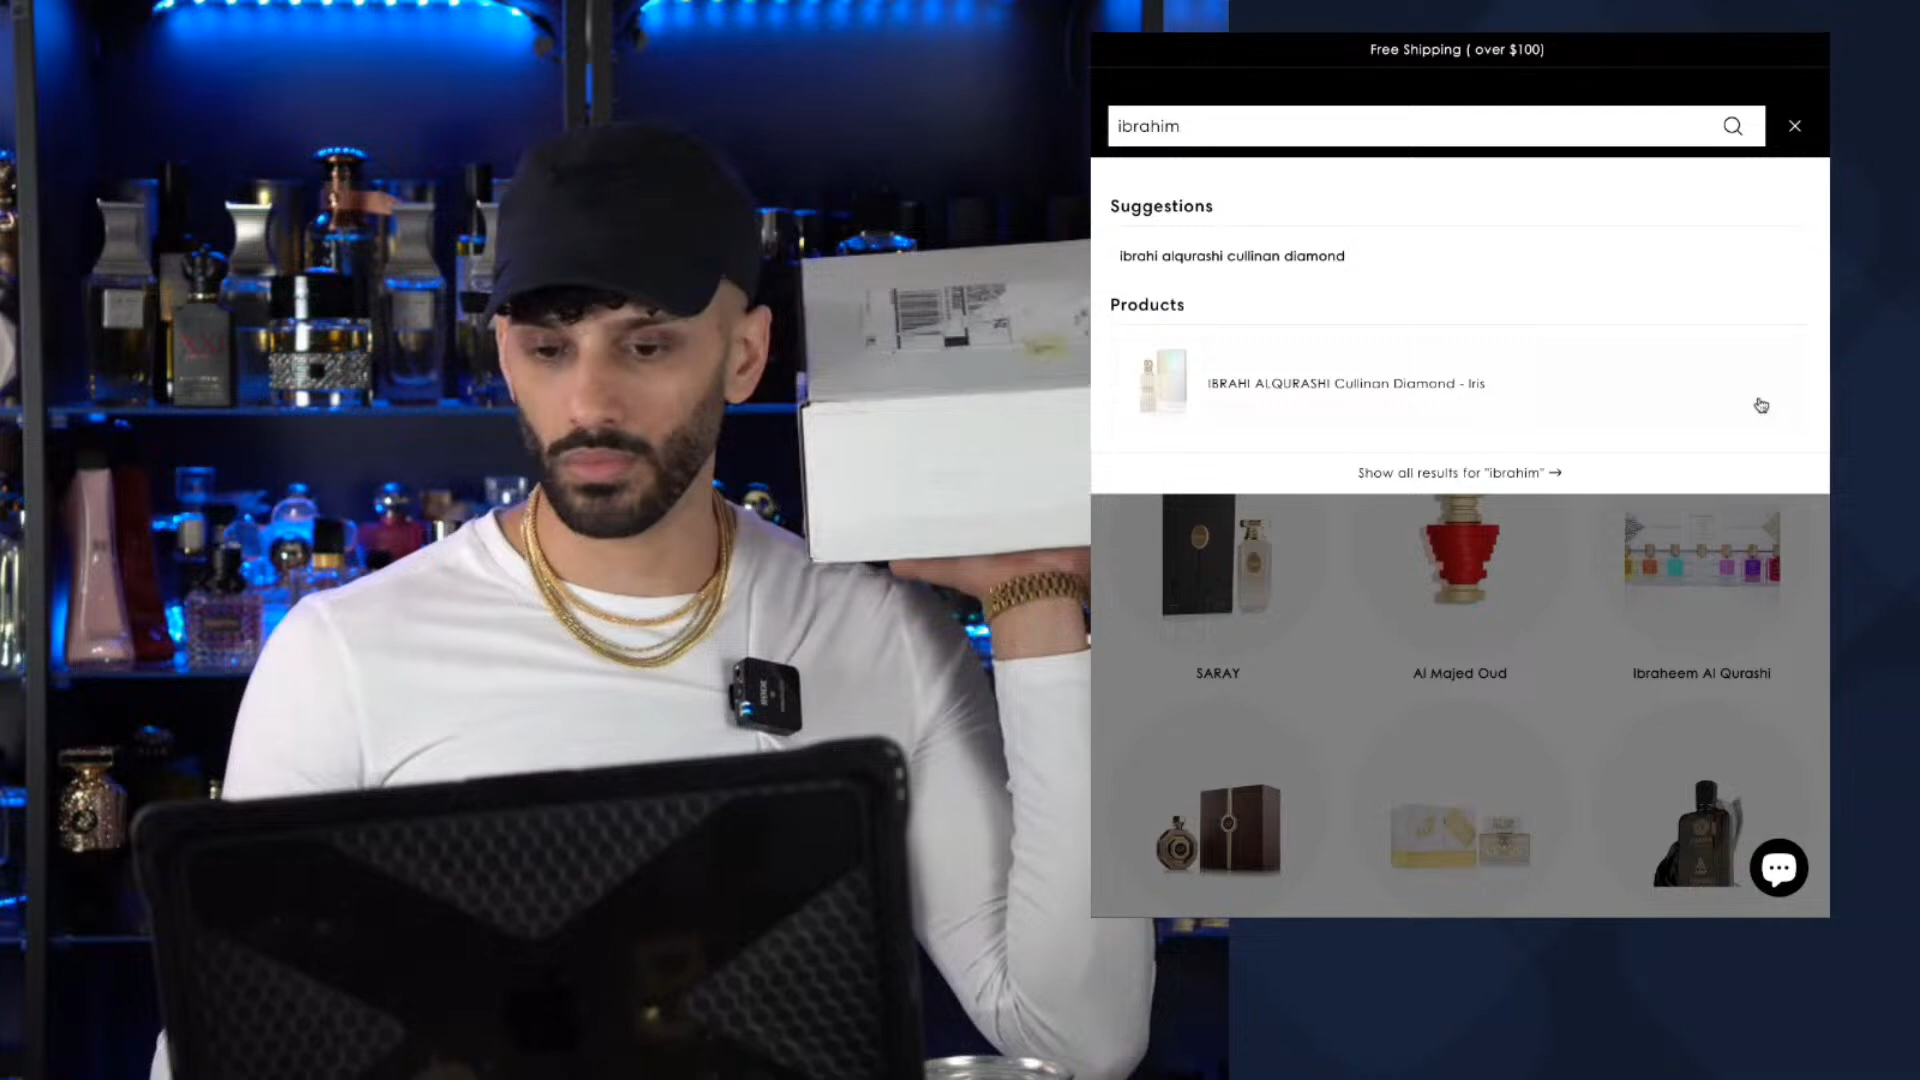 Free Shipping ( over $100)
ibrahim
Suggestions
ibrahi alqurashi cullinan diamond
Products
IBRAHI ALQURASHI Cullinan Diamond - Iris
Show all results for "ibrahim" →
SARAY
Al Majed Oud
Ibraheem Al Qurashi